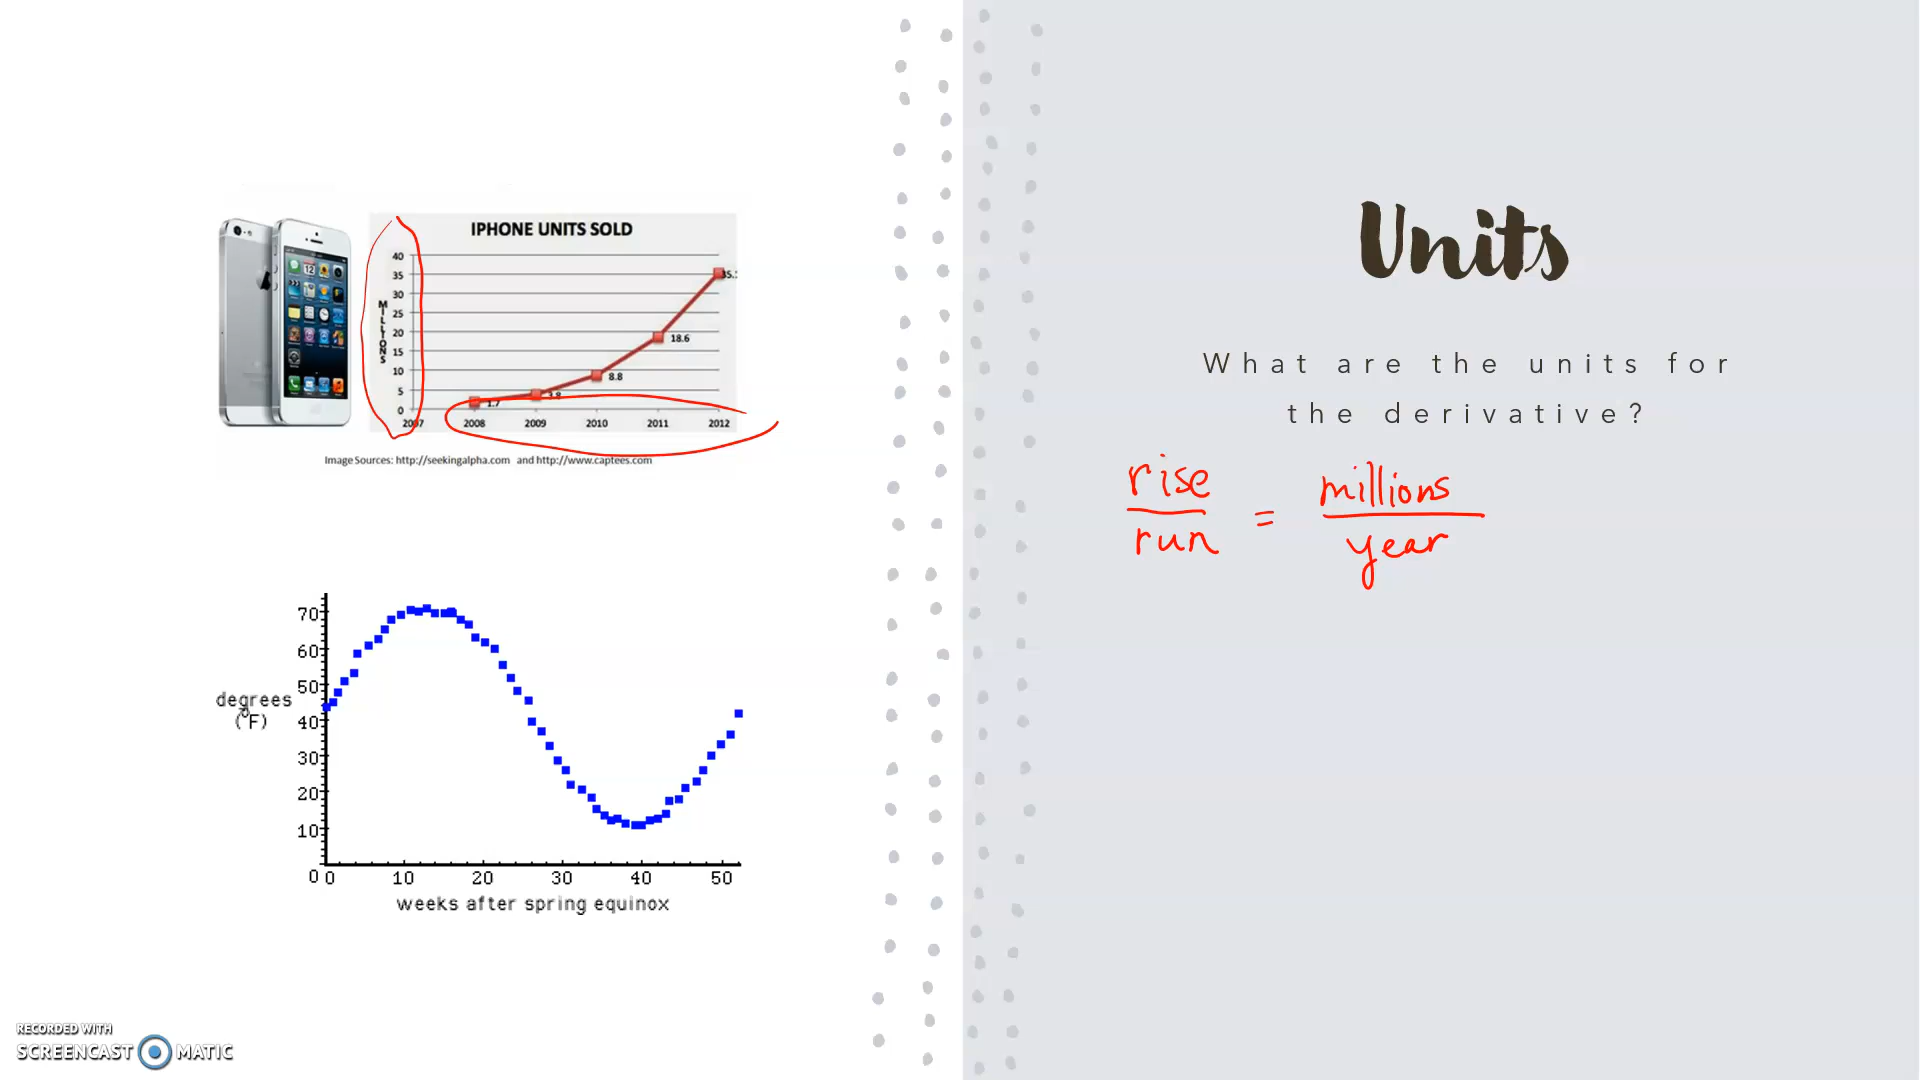 IPHONE UNITS SOLD
MILLIONS
40
35
30
25
20
15
10
5
0
1.7
3.8
8.8
18.6
2007 2008 2009 2010 2011 2012
Image Sources: http://seekingalpha.com and http://www.captees.com
70
60
50
40
30
20
10
0
degrees
(°F)
0 10 20 30 40 50
weeks after spring equinox
RECORDED WITH
SCREENCAST MATIC
Units
What are the units for
the derivative?
rise
run
=
millions
year